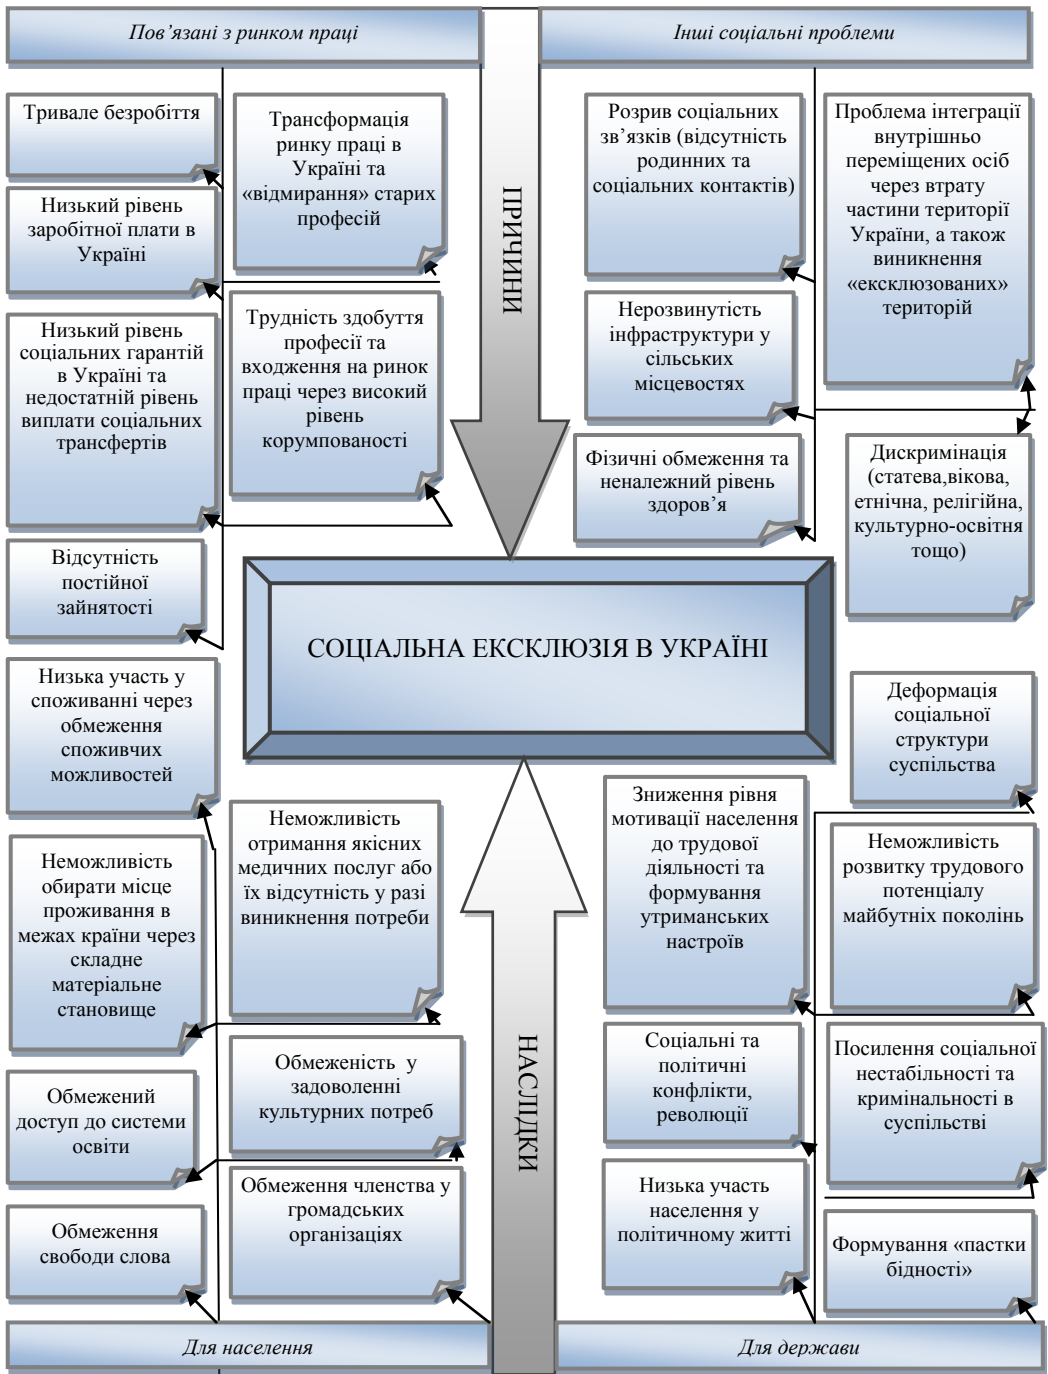 Пов’язані з ринком праці
Інші соціальні проблеми
Тривале безробіття
Трансформація
ринку праці в
Україні та
«відмирання» старих
професій
Низький рівень
заробітної плати в
Україні
Низький рівень
соціальних гарантій
в Україні та
недостатній рівень
виплати соціальних
трансфертів
Трудність здобуття
професії та
входження на ринок
праці через високий
рівень
корумпованості
Відсутність
постійної
зайнятості
ПРИЧИНИ
Розрив соціальних
зв’язків (відсутність
родинних та
соціальних контактів)
Проблема інтеграції
внутрішньо
переміщених осіб
через втрату
частини території
України, а також
виникнення
«ексклюзованих»
територій
Нерозвинутість
інфраструктури у
сільських
місцевостях
Фізичні обмеження та
неналежний рівень
здоров’я
Дискримінація
(статева,вікова,
етнічна, релігійна,
культурно-освітня
тощо)
СОЦІАЛЬНА ЕКСКЛЮЗІЯ В УКРАЇНІ
Низька участь у
споживанні через
обмеження
споживчих
можливостей
Неможливість
отримання якісних
медичних послуг або
їх відсутність у разі
виникнення потреби
Неможливість
обирати місце
проживання в
межах країни через
складне
матеріальне
становище
Обмеженість у
задоволенні
культурних потреб
Обмежений
доступ до системи
освіти
Обмеження членства у
громадських
організаціях
Обмеження
свободи слова
НАСЛІДКИ
Деформація
соціальної
структури
суспільства
Зниження рівня
мотивації населення
до трудової
діяльності та
формування
утриманських
настроїв
Неможливість
розвитку трудового
потенціалу
майбутніх поколінь
Соціальні та
політичні
конфлікти,
революції
Посилення соціальної
нестабільності та
кримінальності в
суспільстві
Низька участь
населення у
політичному житті
Формування «пастки
бідності»
Для населення
Для держави